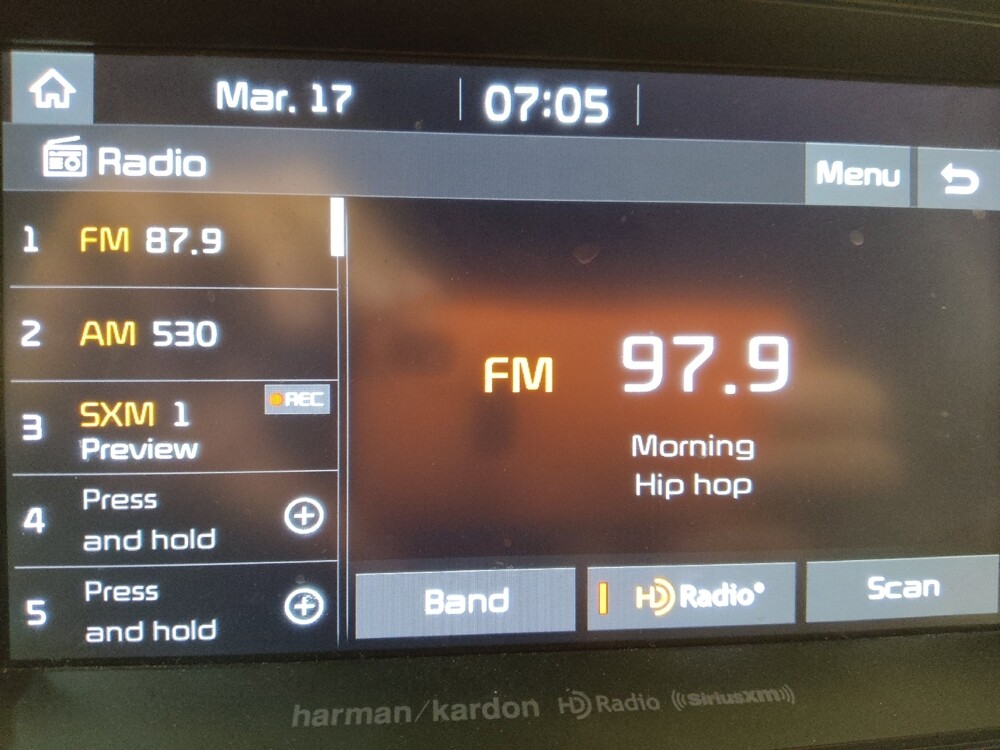 Mar. 17
07:05
Radio
Menu
1 FM 87.9
2 AM 530
3 SXM 1 REC
Preview
4 Press
and hold
5 Press
and hold
FM 97.9
Morning
Hip hop
Band
HD Radio®
Scan
harman/kardon HD Radio ((SiriusXM))